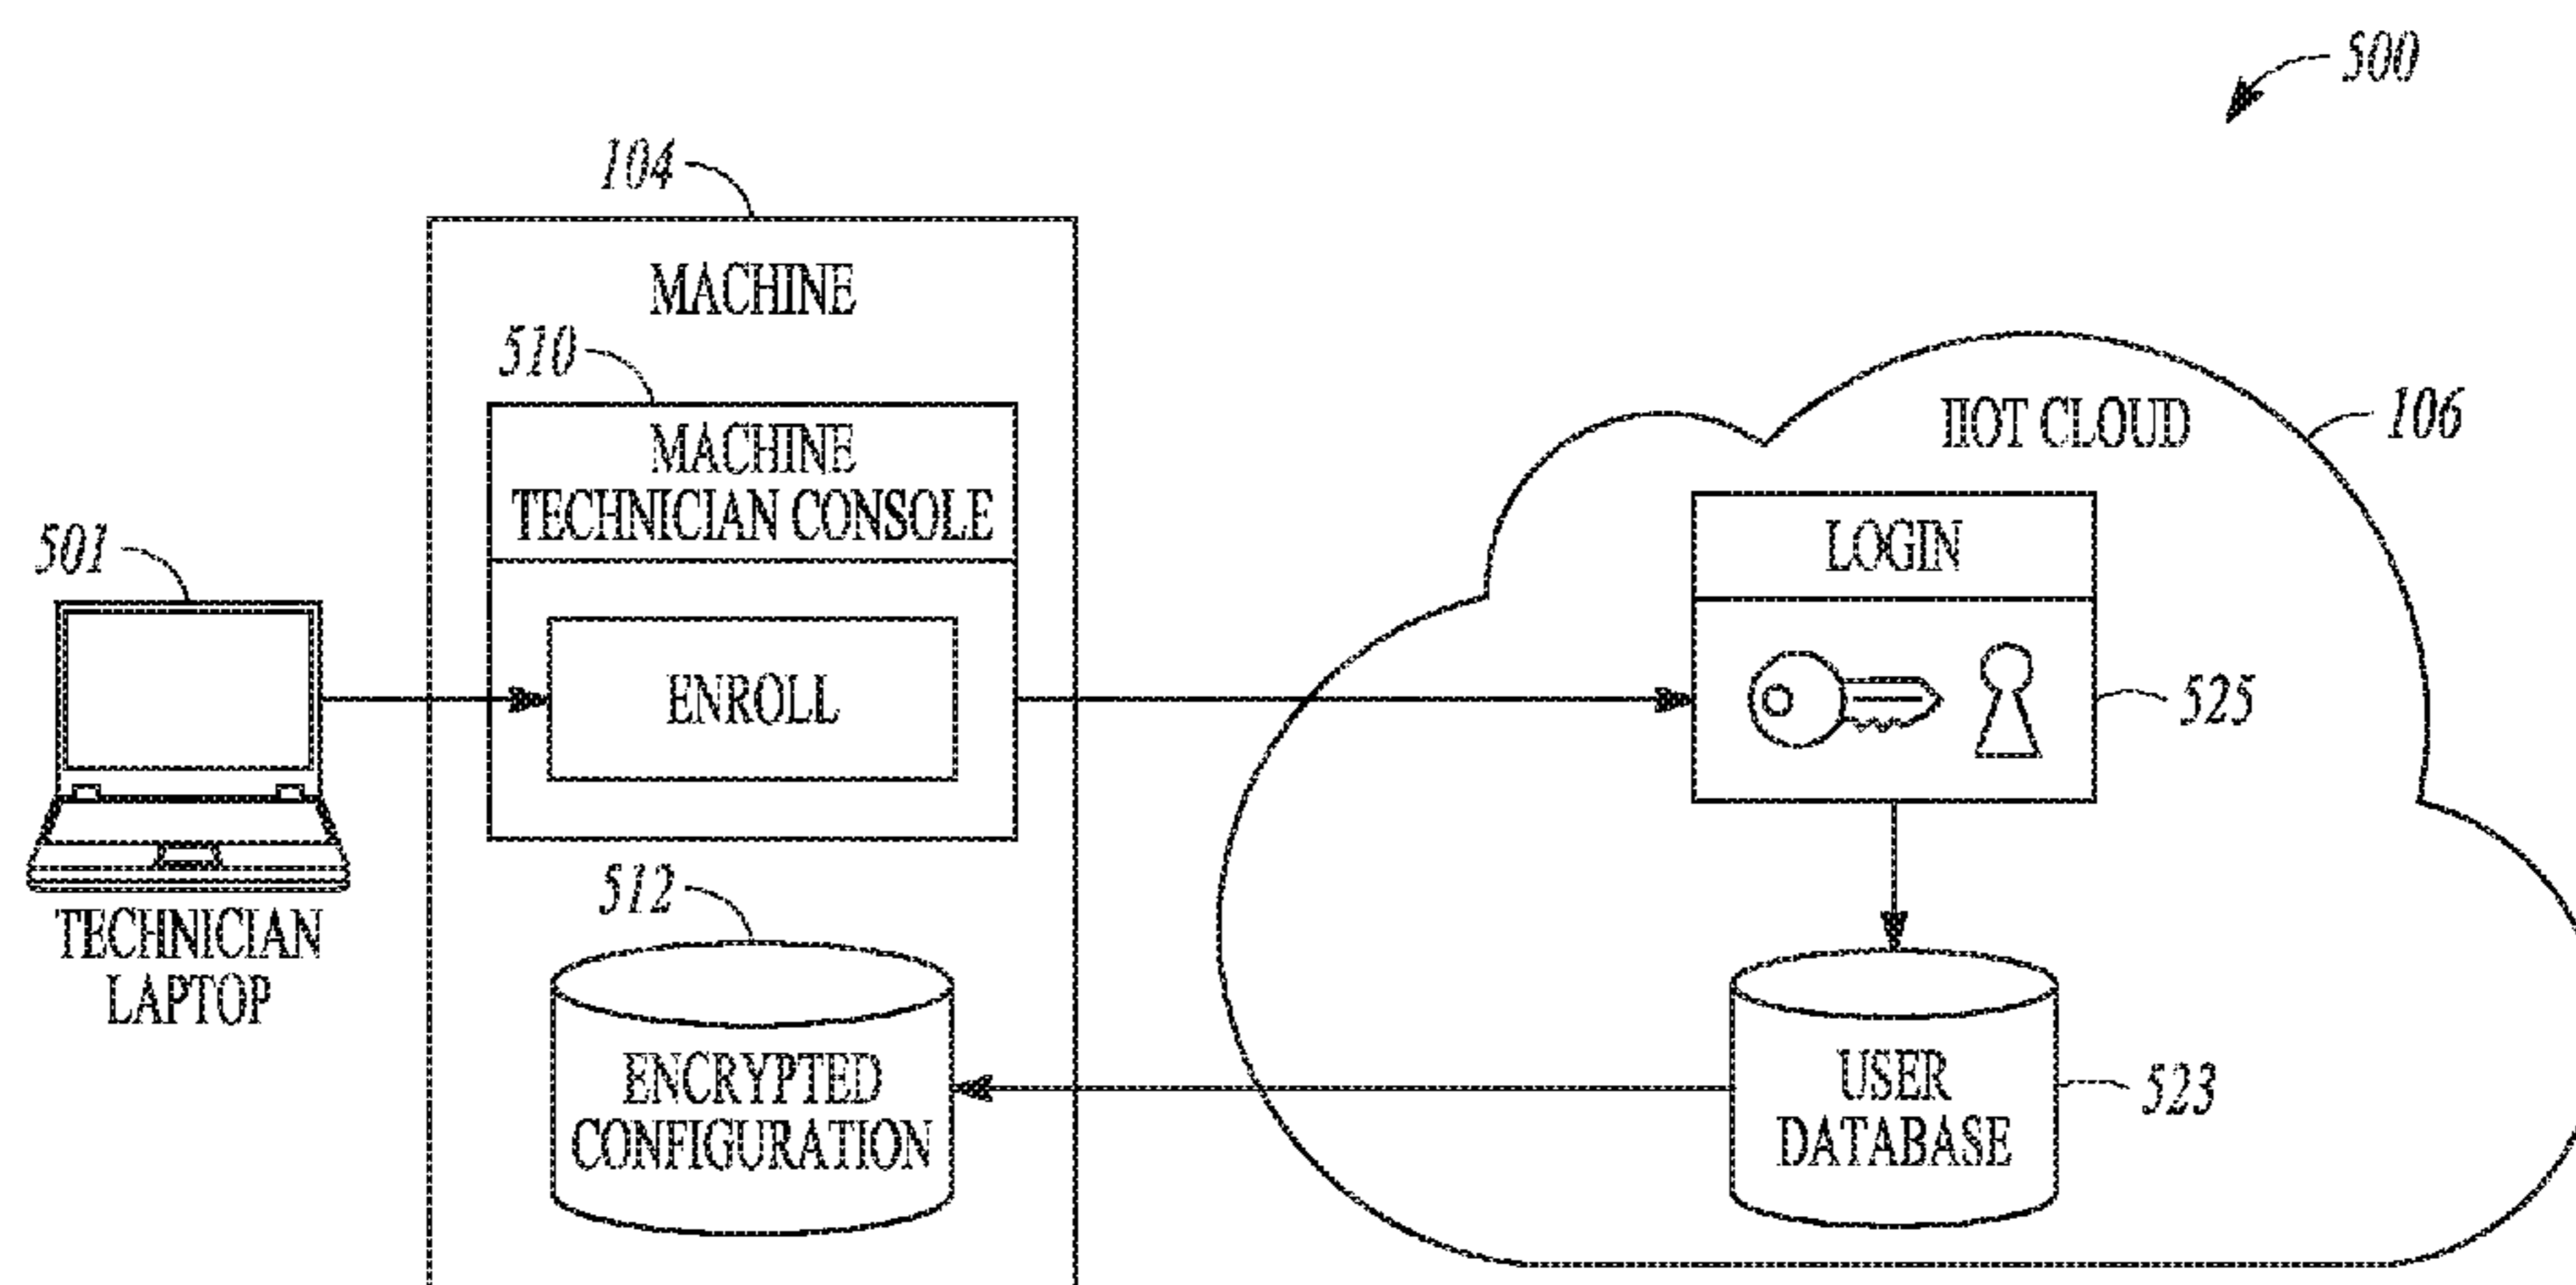 500
104
MACHINE
510
MACHINE
TECHNICIAN CONSOLE
ENROLL
501
TECHNICIAN
LAPTOP
512
ENCRYPTED
CONFIGURATION
IIOT CLOUD
106
LOGIN
525
USER
DATABASE
523